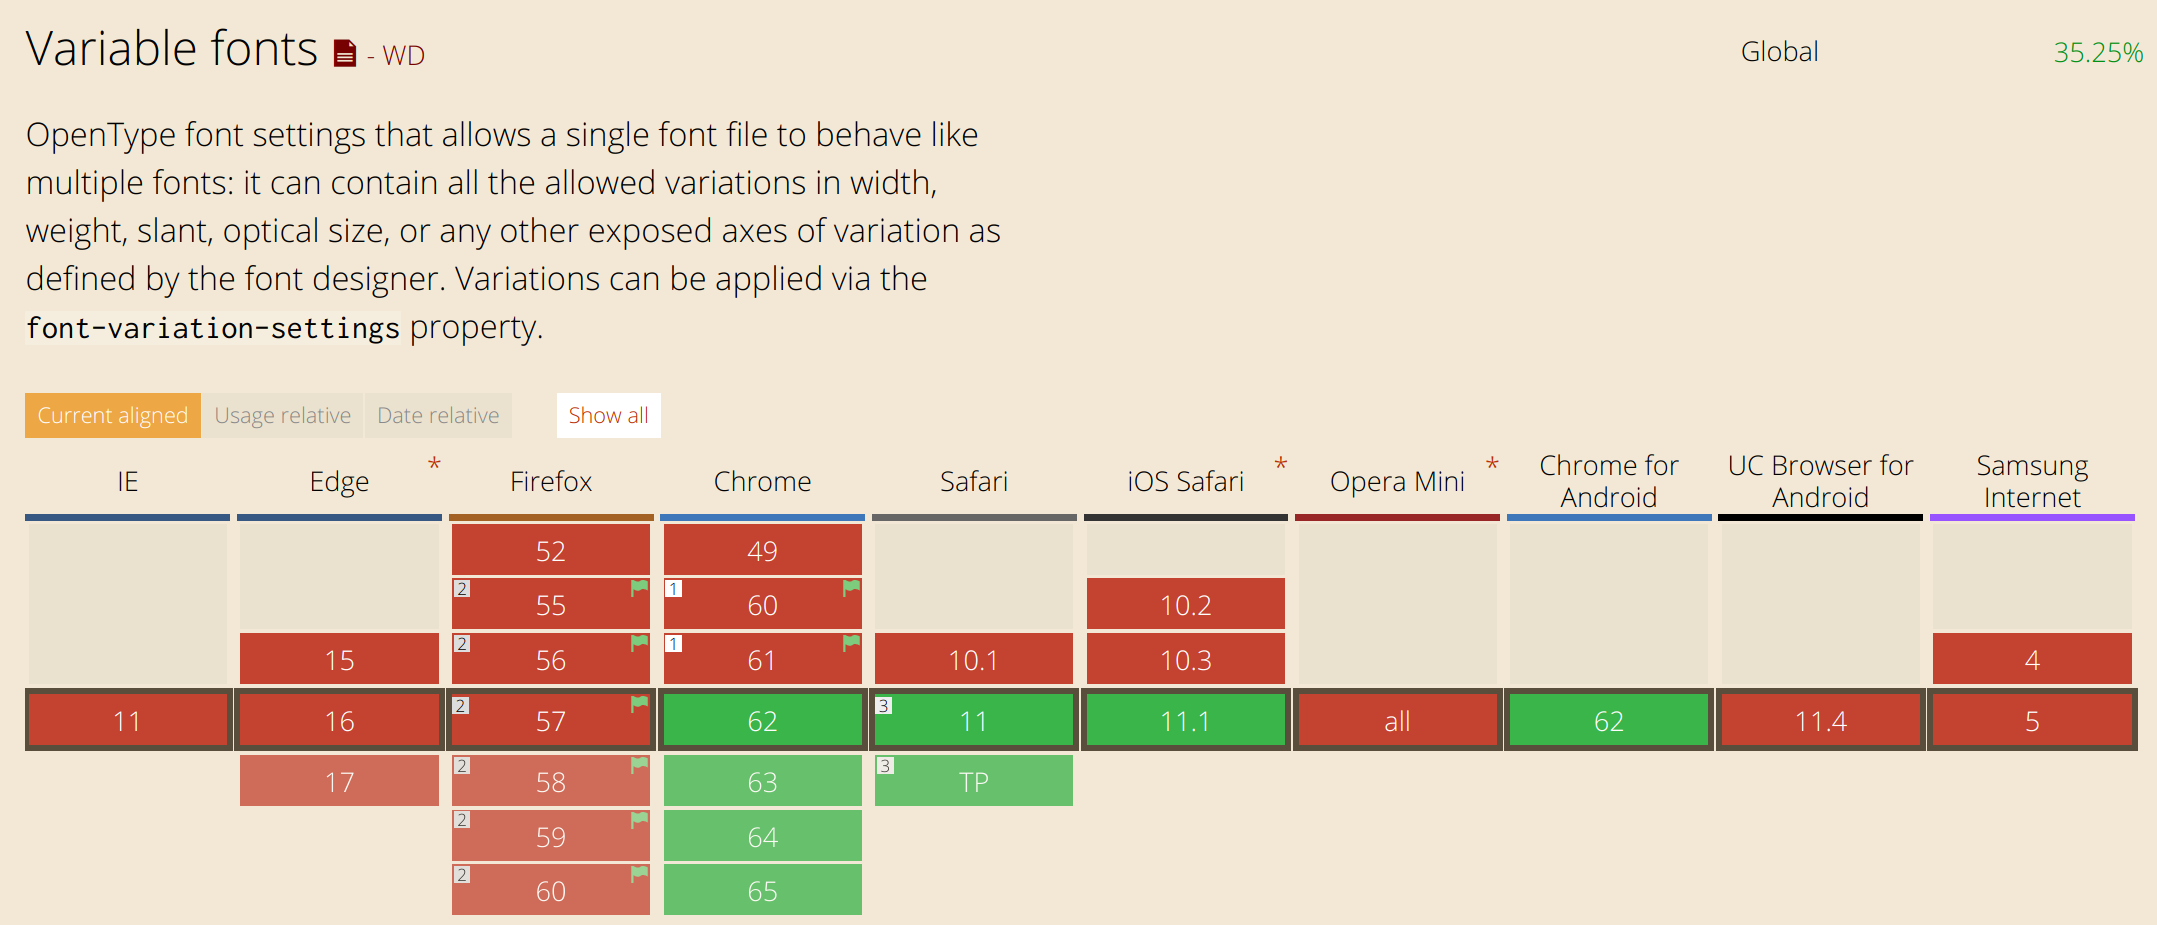 Variable fonts - WD
Global 35.25%
OpenType font settings that allows a single font file to behave like
multiple fonts: it can contain all the allowed variations in width,
weight, slant, optical size, or any other exposed axes of variation as
defined by the font designer. Variations can be applied via the
font-variation-settings property.
Current aligned Usage relative Date relative Show all
IE Edge * Firefox Chrome Safari iOS Safari * Opera Mini * Chrome for Android UC Browser for Android Samsung Internet
52 49
2 55 1 60 10.2
15 2 56 1 61 10.1 10.3 4
11 16 2 57 62 3 11 11.1 all 62 11.4 5
17 2 58 63 3 TP
2 59 64
2 60 65